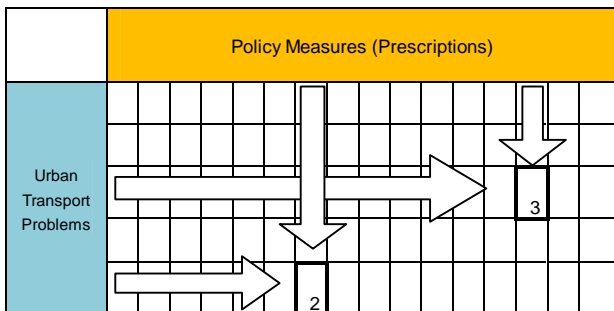 Policy Measures (Prescriptions)
Urban
Transport
Problems
3
2